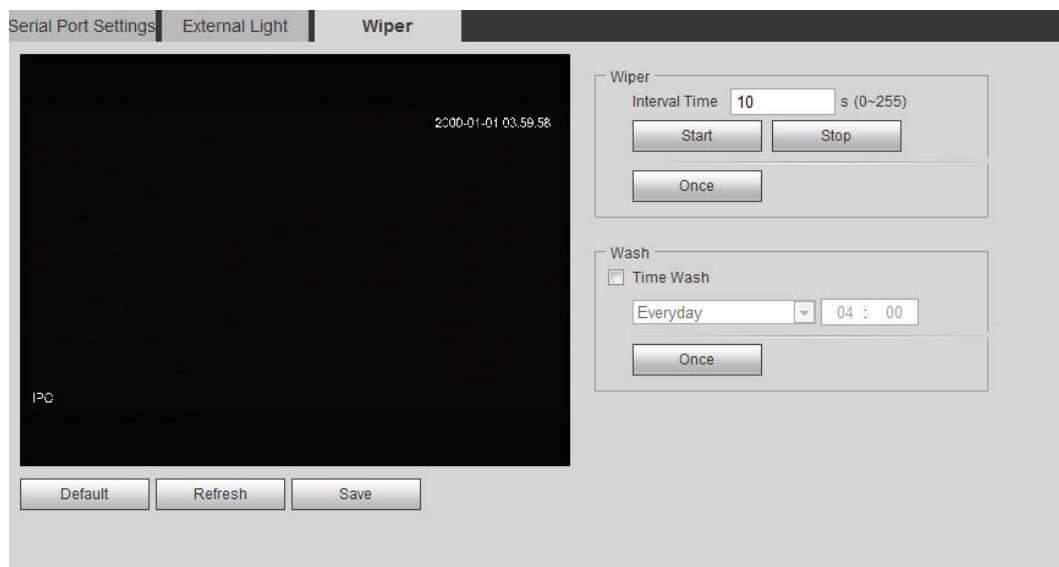 Serial Port Settings External Light Wiper
2000-01-01 03:59:58
IPC
Default Refresh Save
Wiper
Interval Time 10 s (0~255)
Start Stop
Once
Wash
Time Wash
Everyday 04 : 00
Once